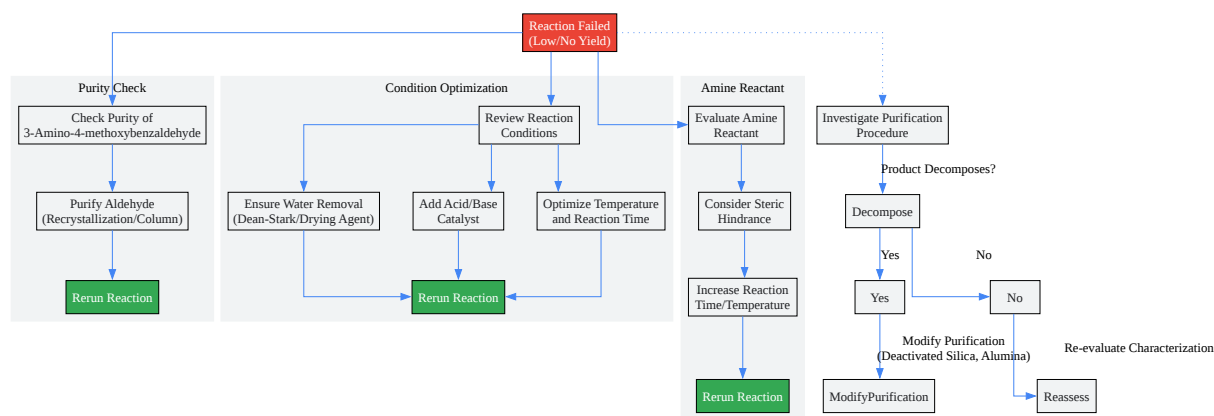 Reaction Failed
(Low/No Yield)
Purity Check
Condition Optimization
Amine Reactant
Check Purity of
3-Amino-4-methoxybenzaldehyde
Review Reaction
Conditions
Evaluate Amine
Reactant
Investigate Purification
Procedure
Product Decomposes?
Purify Aldehyde
(Recrystallization/Column)
Ensure Water Removal
(Dean-Stark/Drying Agent)
Add Acid/Base
Catalyst
Optimize Temperature
and Reaction Time
Consider Steric
Hindrance
Decompose
Yes
No
Rerun Reaction
Rerun Reaction
Increase Reaction
Time/Temperature
Yes
No
Modify Purification
(Deactivated Silica, Alumina)
Re-evaluate Characterization
Rerun Reaction
ModifyPurification
Reassess